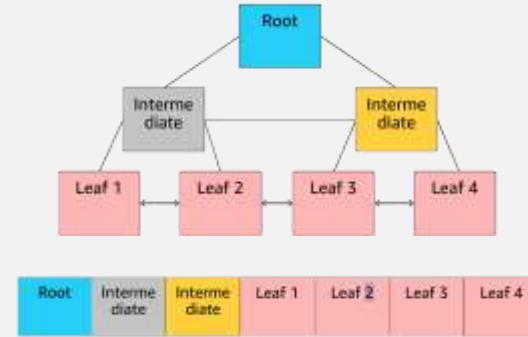 Root
Interme
diate
Interme
diate
Leaf 1
Leaf 2
Leaf 3
Leaf 4
Root
Interme
diate
Interme
diate
Leaf 1
Leaf 2
Leaf 3
Leaf 4